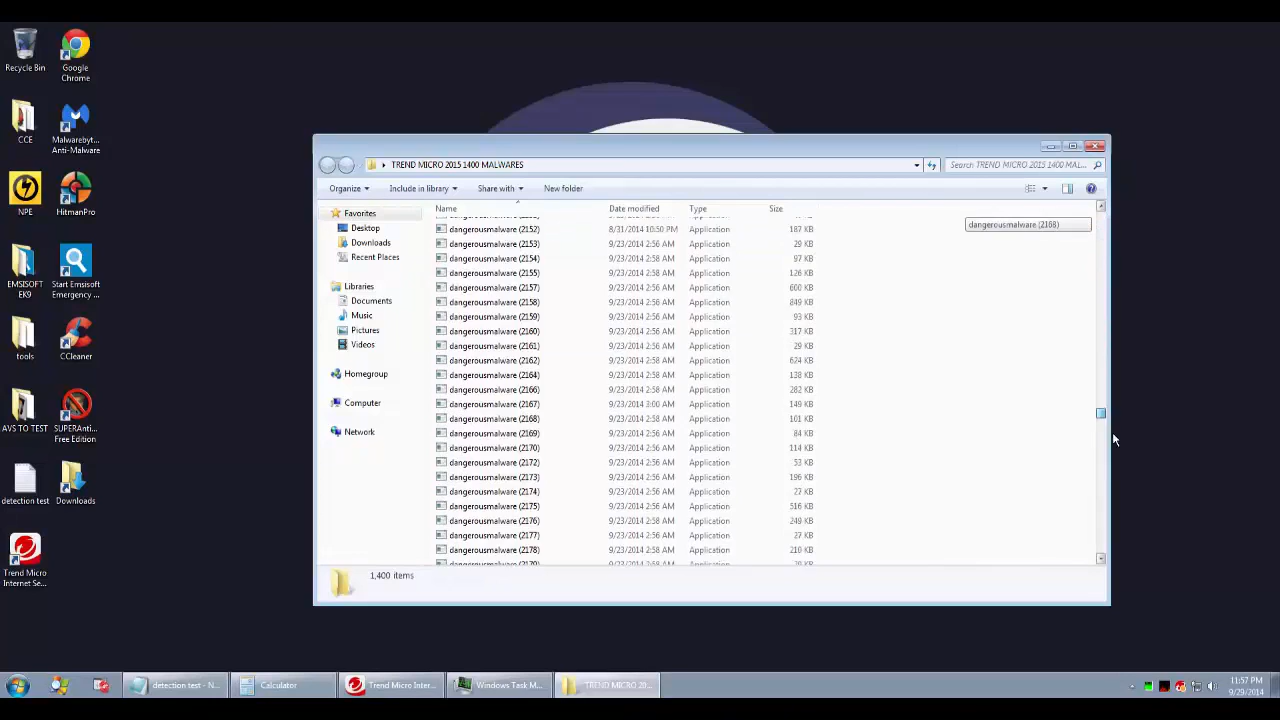 Recycle Bin
Google
Chrome
CCE
Malwarebyt...
Anti-Malware
NPE
HitmanPro
EMSISOFT
EK9
Start Emsisoft
Emergency ...
tools
CCleaner
AVS TO TEST
SUPERAnti...
Free Edition
detection test
Downloads
Trend Micro
Internet Se...
TREND MICRO 2015 1400 MALWARES
Search TREND MICRO 2015 1400 MAL...
Organize Include in library Share with New folder
Favorites
Desktop
Downloads
Recent Places
Libraries
Documents
Music
Pictures
Videos
Homegroup
Computer
Network
Name Date modified Type Size
dangerousmalware (2168)
dangerousmalware (2152) 8/31/2014 10:50 PM Application 187 KB
dangerousmalware (2153) 9/23/2014 2:56 AM Application 29 KB
dangerousmalware (2154) 9/23/2014 2:58 AM Application 97 KB
dangerousmalware (2155) 9/23/2014 2:58 AM Application 126 KB
dangerousmalware (2157) 9/23/2014 2:56 AM Application 600 KB
dangerousmalware (2158) 9/23/2014 2:56 AM Application 849 KB
dangerousmalware (2159) 9/23/2014 2:56 AM Application 93 KB
dangerousmalware (2160) 9/23/2014 2:56 AM Application 317 KB
dangerousmalware (2161) 9/23/2014 2:56 AM Application 29 KB
dangerousmalware (2162) 9/23/2014 2:58 AM Application 624 KB
dangerousmalware (2164) 9/23/2014 2:58 AM Application 138 KB
dangerousmalware (2166) 9/23/2014 2:58 AM Application 282 KB
dangerousmalware (2167) 9/23/2014 3:00 AM Application 149 KB
dangerousmalware (2168) 9/23/2014 2:58 AM Application 101 KB
dangerousmalware (2169) 9/23/2014 2:56 AM Application 84 KB
dangerousmalware (2170) 9/23/2014 2:56 AM Application 114 KB
dangerousmalware (2172) 9/23/2014 2:56 AM Application 53 KB
dangerousmalware (2173) 9/23/2014 2:56 AM Application 196 KB
dangerousmalware (2174) 9/23/2014 2:56 AM Application 27 KB
dangerousmalware (2175) 9/23/2014 2:56 AM Application 516 KB
dangerousmalware (2176) 9/23/2014 2:58 AM Application 249 KB
dangerousmalware (2177) 9/23/2014 2:56 AM Application 27 KB
dangerousmalware (2178) 9/23/2014 2:58 AM Application 210 KB
1,400 items
detection test - N...
Calculator
Trend Micro Inter...
Windows Task M...
TREND MICRO 20...
11:57 PM
9/29/2014